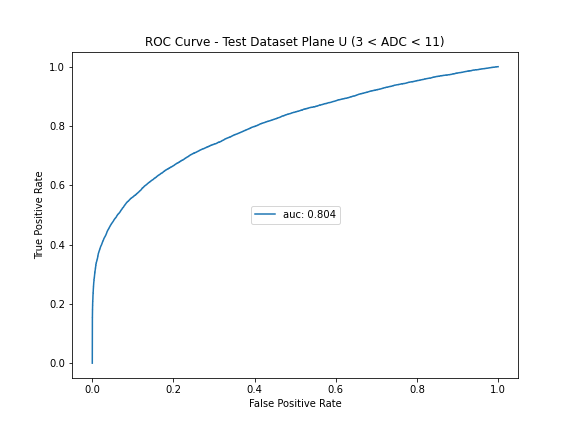 ROC Curve - Test Dataset Plane U (3 < ADC < 11)
1.0
0.8
0.6
0.4
0.2
0.0
True Positive Rate
auc: 0.804
0.0 0.2 0.4 0.6 0.8 1.0
False Positive Rate